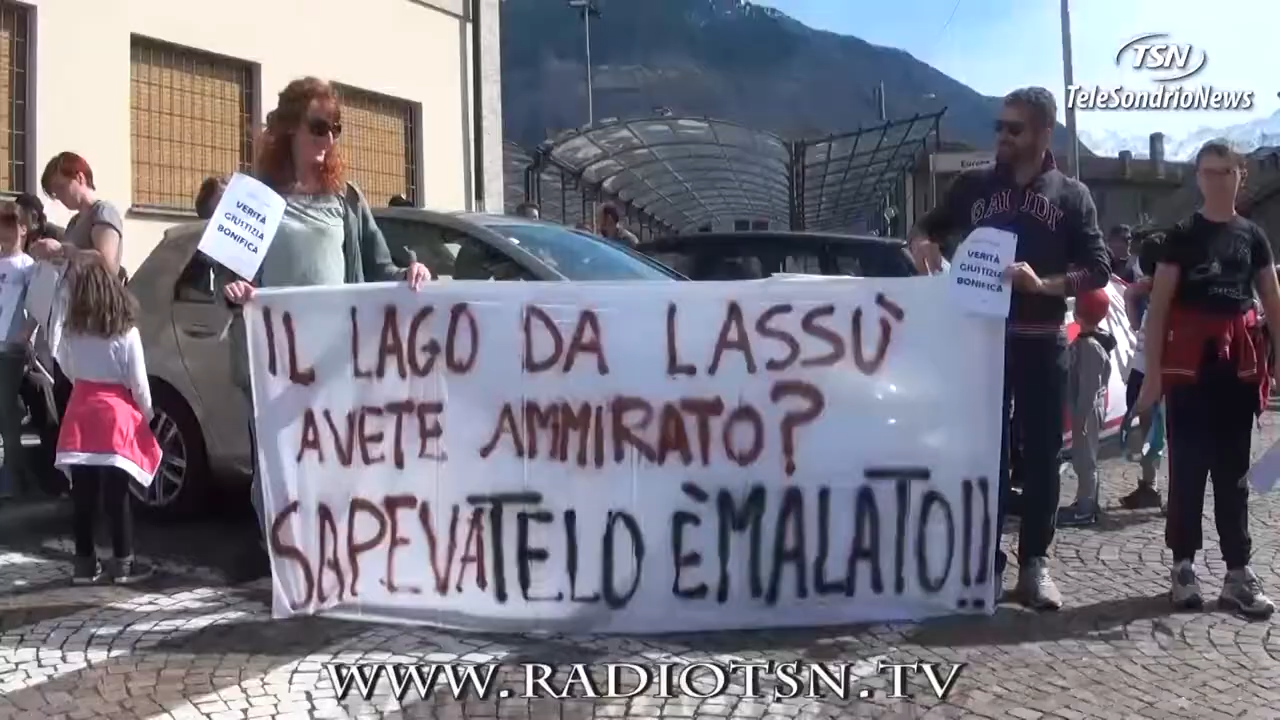 TSN
TeleSondrioNews
VERITÀ
GIUSTIZIA
BONIFICA
VERITÀ
GIUSTIZIA
BONIFICA
IL LAGO DA LASSÙ
AVETE AMMIRATO?
SAPEVATELO È MALATO!!
WWW.RADIOTSN.TV